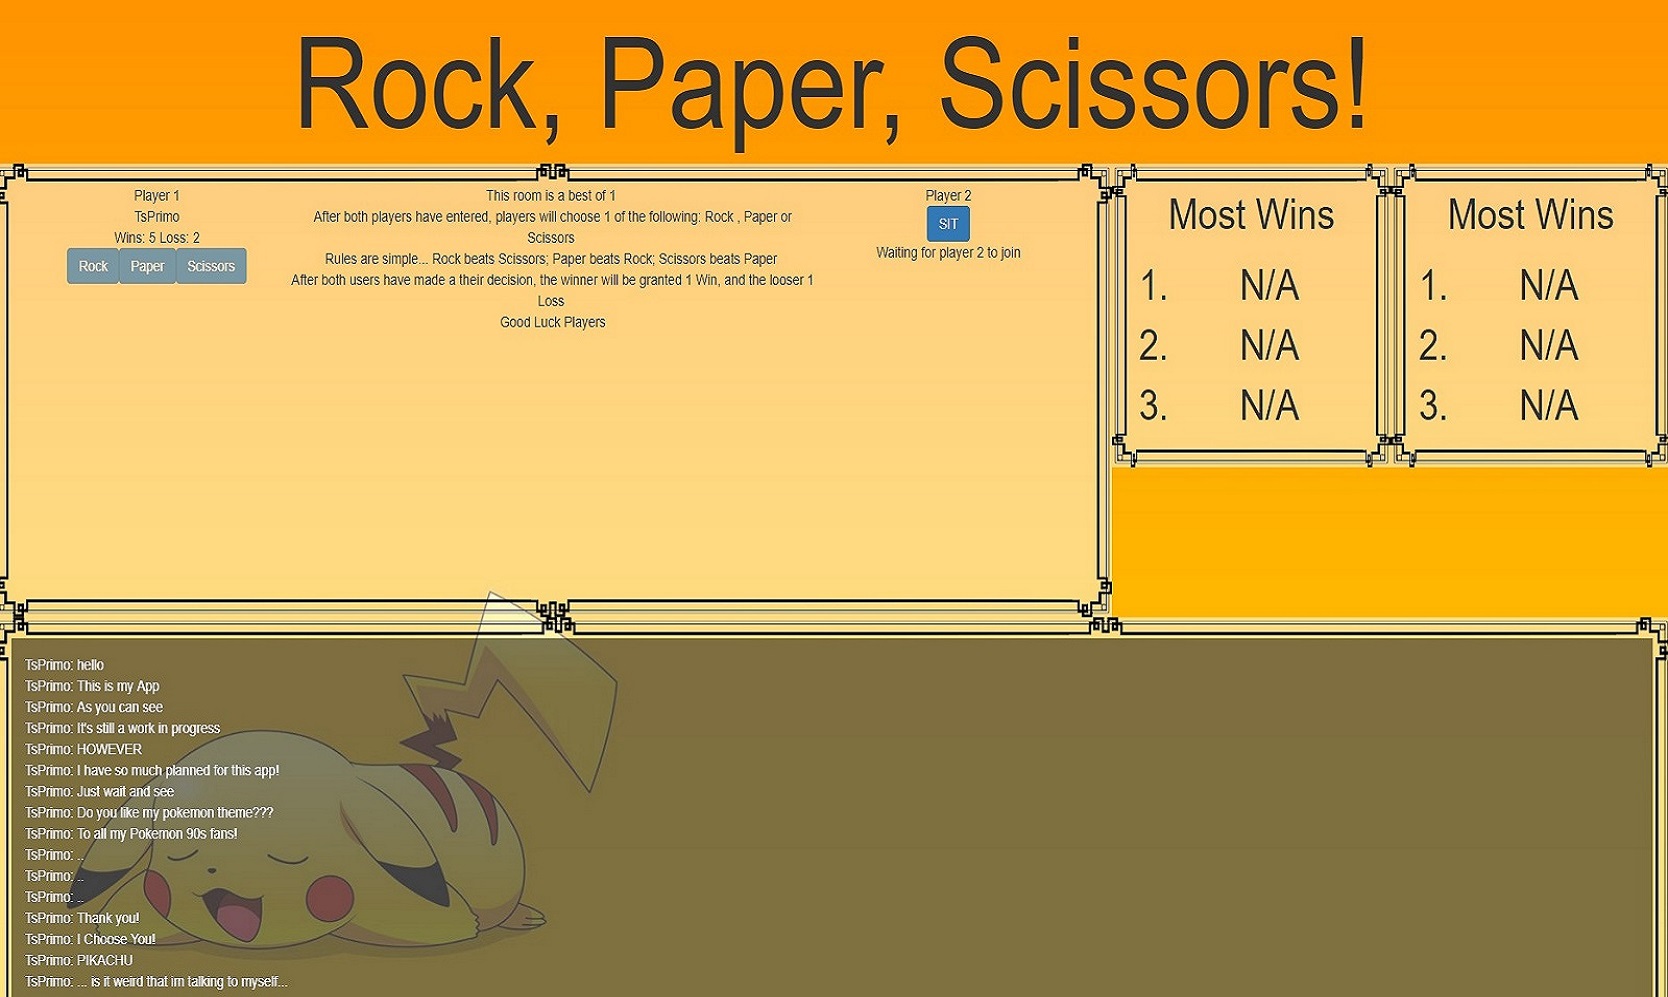 Rock, Paper, Scissors!
Player 1
TsPrimo
Wins: 5 Loss: 2
Rock Paper Scissors
This room is a best of 1
After both players have entered, players will choose 1 of the following: Rock , Paper or
Scissors
Rules are simple... Rock beats Scissors; Paper beats Rock; Scissors beats Paper
After both users have made a their decision, the winner will be granted 1 Win, and the looser 1
Loss
Good Luck Players
Player 2
SIT
Waiting for player 2 to join
Most Wins
1. N/A
2. N/A
3. N/A
Most Wins
1. N/A
2. N/A
3. N/A
TsPrimo: hello
TsPrimo: This is my App
TsPrimo: As you can see
TsPrimo: It's still a work in progress
TsPrimo: HOWEVER
TsPrimo: I have so much planned for this app!
TsPrimo: Just wait and see
TsPrimo: Do you like my pokemon theme???
TsPrimo: To all my Pokemon 90s fans!
TsPrimo: ..
TsPrimo: ..
TsPrimo: ..
TsPrimo: Thank you!
TsPrimo: I Choose You!
TsPrimo: PIKACHU
TsPrimo: ... is it weird that im talking to myself...